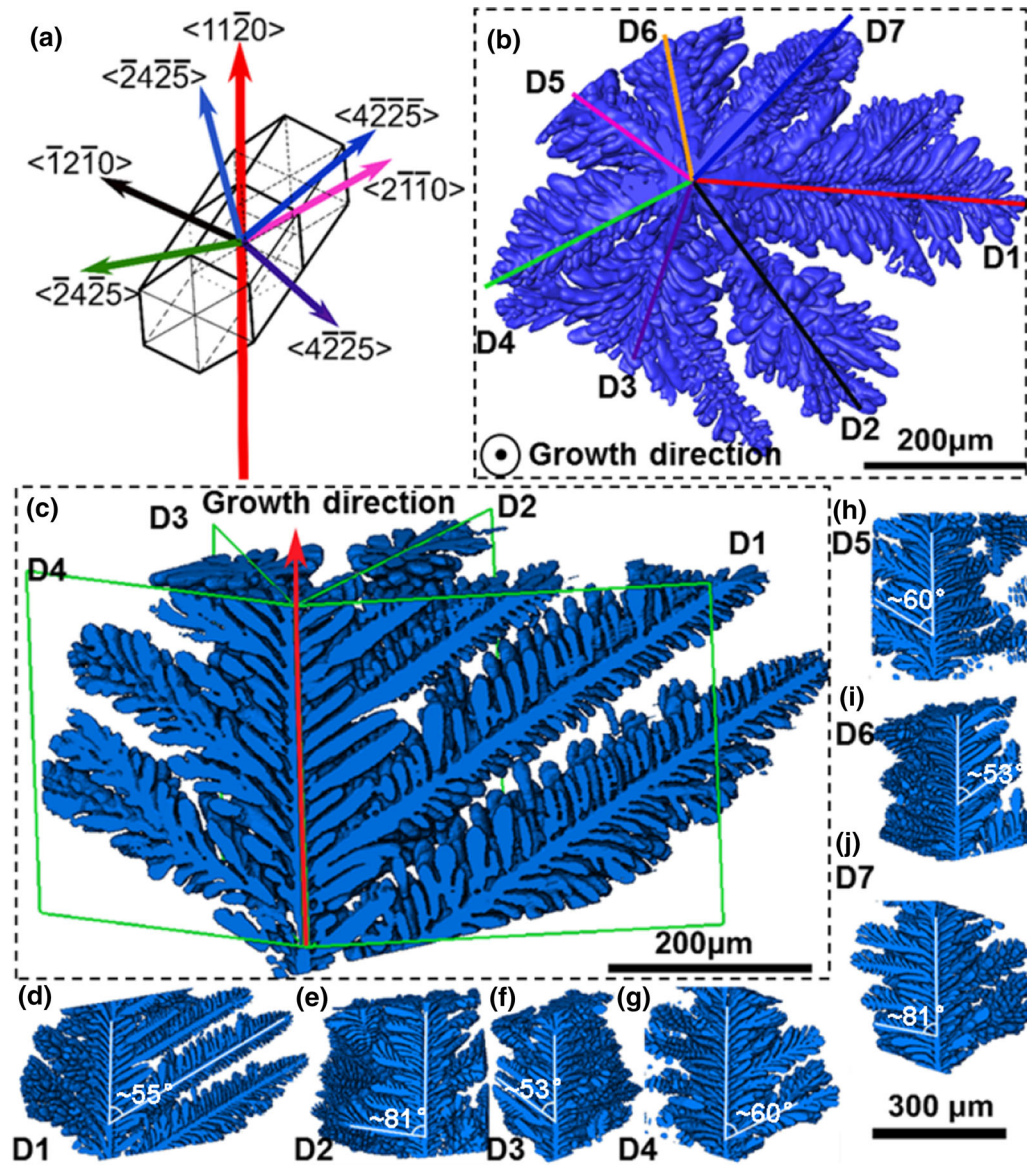 (a)
<112̄0>
<2̄42̄5̄>
<42̄2̄5̄>
<1̄21̄0>
<21̄1̄0>
<2̄42̄5>
<42̄2̄5>
(b)
D6
D7
D5
D1
D4
D3
D2
200μm
Growth direction
(c)
Growth direction
D3
D2
D4
D1
200μm
(h)
D5
~60°
(i)
D6
~53°
(j)
D7
~81°
300 μm
(d)
~55°
D1
(e)
~81°
D2
(f)
~53°
D3
(g)
~60°
D4